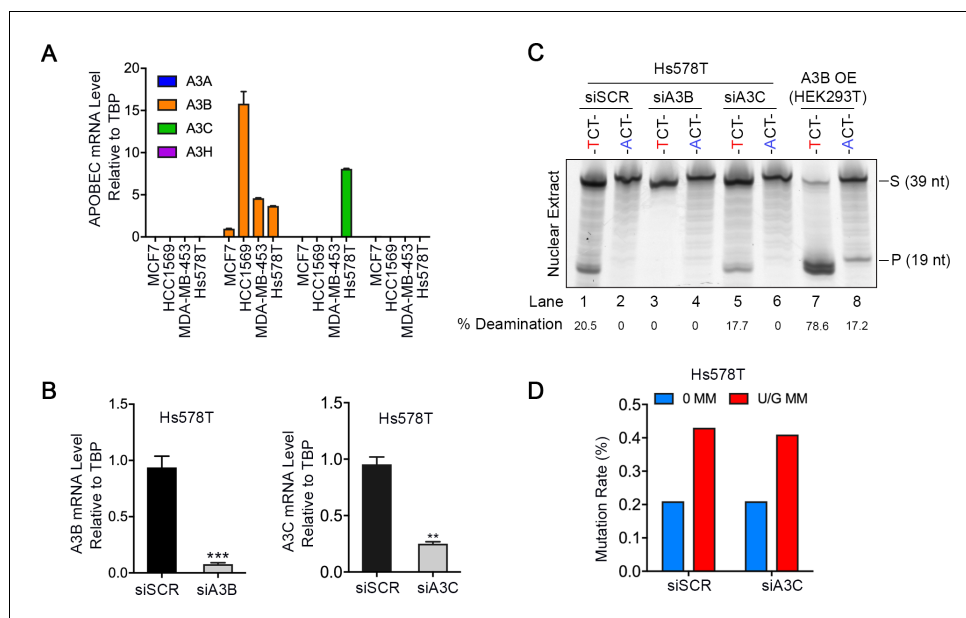 A
APOBEC mRNA Level
Relative to TBP
20
15
10
5
0
A3A
A3B
A3C
A3H
MCF7
HCC1569
MDA-MB-453
Hs578T
MCF7
HCC1569
MDA-MB-453
Hs578T
MCF7
HCC1569
MDA-MB-453
Hs578T
MCF7
HCC1569
MDA-MB-453
Hs578T
B
A3B mRNA Level
Relative to TBP
1.5
1.0
0.5
0.0
Hs578T
***
siSCR siA3B
A3C mRNA Level
Relative to TBP
1.5
1.0
0.5
0.0
Hs578T
**
siSCR siA3C
C
Hs578T
A3B OE
(HEK293T)
siSCR siA3B siA3C
-TCT- -ACT- -TCT- -ACT- -TCT- -ACT- -TCT- -ACT-
Nuclear Extract
S (39 nt)
P (19 nt)
Lane 1 2 3 4 5 6 7 8
% Deamination 20.5 0 0 0 17.7 0 78.6 17.2
D
Hs578T
0 MM U/G MM
Mutation Rate (%)
0.5
0.4
0.3
0.2
0.1
0.0
siSCR siA3C